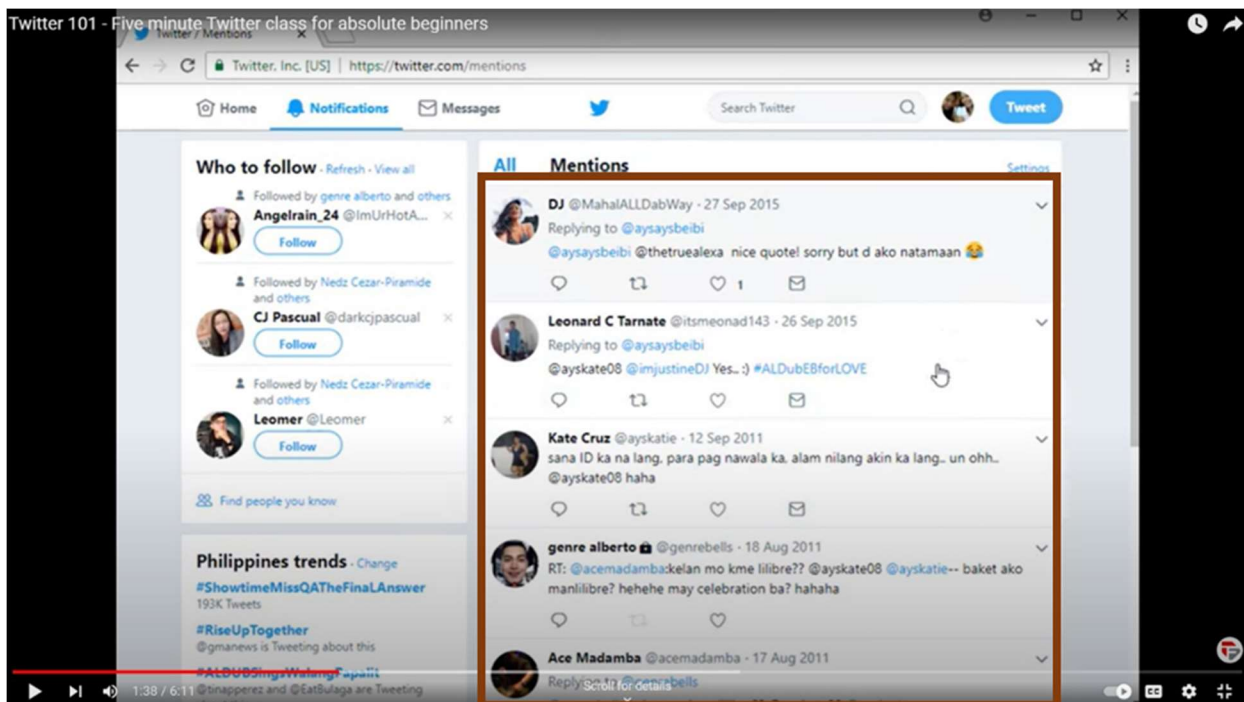 Twitter 101 - Five minute Twitter class for absolute beginners
Twitter / Mentions
Twitter, Inc. [US] | https://twitter.com/mentions
Home Notifications Messages Search Twitter Tweet
Who to follow · Refresh · View all
Followed by genre alberto and others
Angelrain_24 @ImUrHotA...
Follow
Followed by Nedz Cezar-Piramide
and others
CJ Pascual @darkcjpascual
Follow
Followed by Nedz Cezar-Piramide
and others
Leomer @Leomer
Follow
Find people you know
Philippines trends · Change
#ShowtimeMissQATheFinaLAnswer
193K Tweets
#RiseUpTogether
@gmanews is Tweeting about this
#ALDUBSingsWalangPapalit
@tinapperez and @EatBulaga are Tweeting
All Mentions Settings
DJ @MahalALLDabWay · 27 Sep 2015
Replying to @aysaysbeibi
@aysaysbeibi @thetruealexa nice quote! sorry but d ako natamaan 😂
1
Leonard C Tarnate @itsmeonad143 · 26 Sep 2015
Replying to @aysaysbeibi
@ayskate08 @imjustineDJ Yes.. :) #ALDubEBforLOVE
Kate Cruz @ayskatie · 12 Sep 2011
sana ID ka na lang, para pag nawala ka, alam nilang akin ka lang.. un ohh..
@ayskate08 haha
genre alberto @genrebells · 18 Aug 2011
RT: @acemadamba:kelan mo kme lilibre?? @ayskate08 @ayskatie-- baket ako
manlilibre? hehehe may celebration ba? hahaha
Ace Madamba @acemadamba · 17 Aug 2011
Replying to @genrebells
Scroll for details
1:38 / 6:11
CC